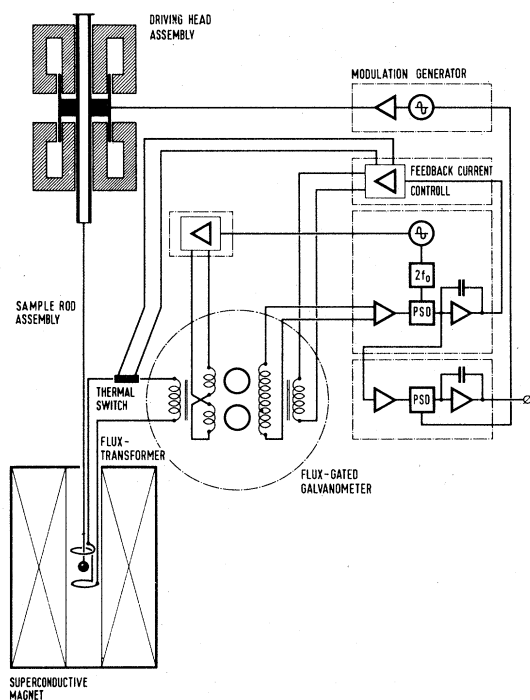 DRIVING HEAD
ASSEMBLY
MODULATION GENERATOR
FEEDBACK CURRENT
CONTROLL
2f₀
PSD
SAMPLE ROD
ASSEMBLY
THERMAL
SWITCH
PSD
FLUX-
TRANSFORMER
FLUX-GATED
GALVANOMETER
SUPERCONDUCTIVE
MAGNET